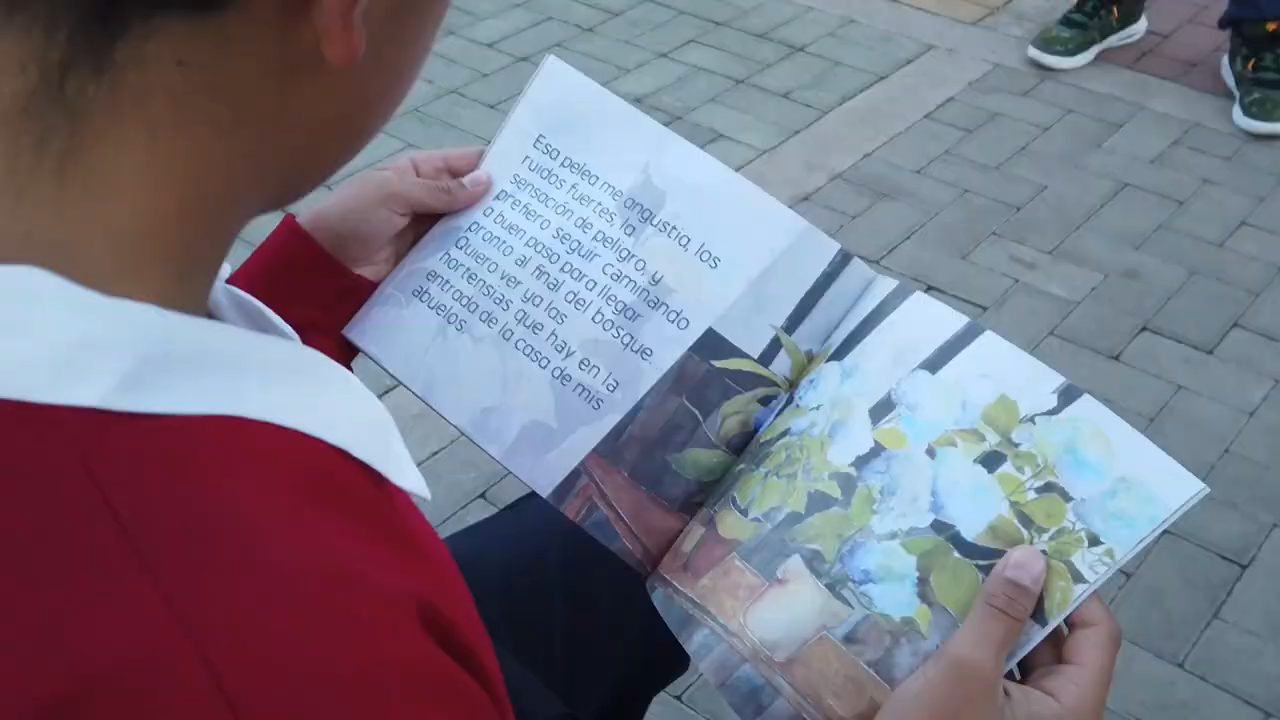 Esa pelea me angustia, los
ruidos fuertes, la
sensación de peligro, y
prefiero seguir caminando
a buen paso para llegar
pronto al final del bosque.
Quiero ver ya las
hortensias que hay en la
entrada de la casa de mis
abuelos.